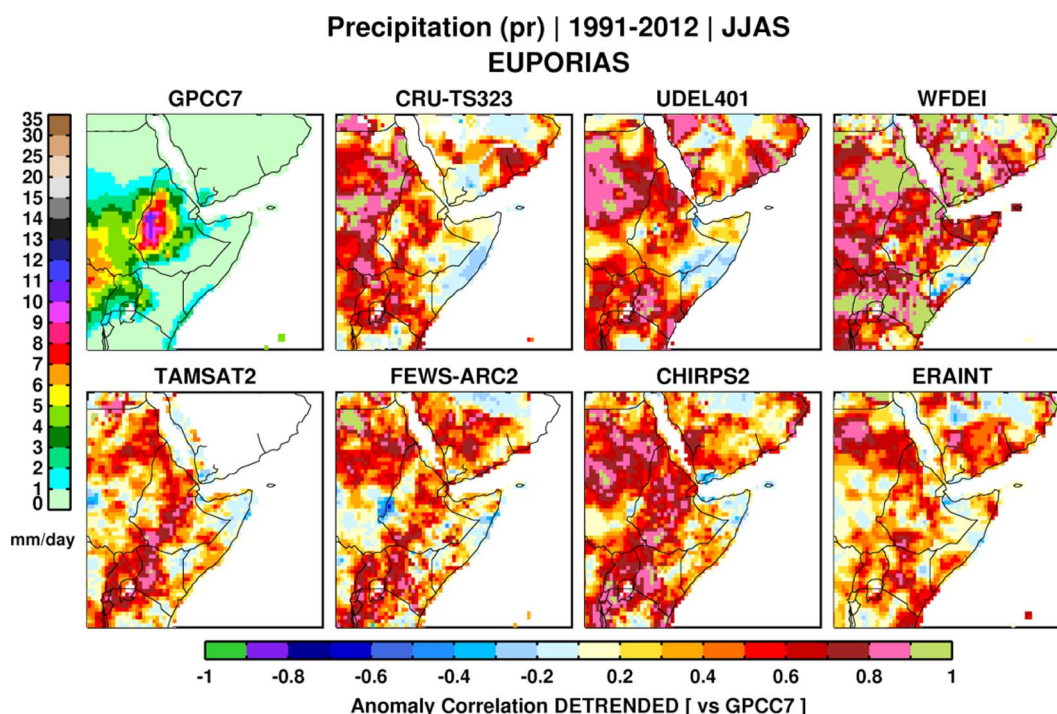 Precipitation (pr) | 1991-2012 | JJAS
EUPORIAS
GPCC7 CRU-TS323 UDEL401 WFDEI
35
30
25
20
15
14
13
12
11
10
9
8
7
6
5
4
3
2
1
0
mm/day
TAMSAT2 FEWS-ARC2 CHIRPS2 ERAINT
-1 -0.8 -0.6 -0.4 -0.2 0.2 0.4 0.6 0.8 1
Anomaly Correlation DETRENDED [ vs GPCC7 ]